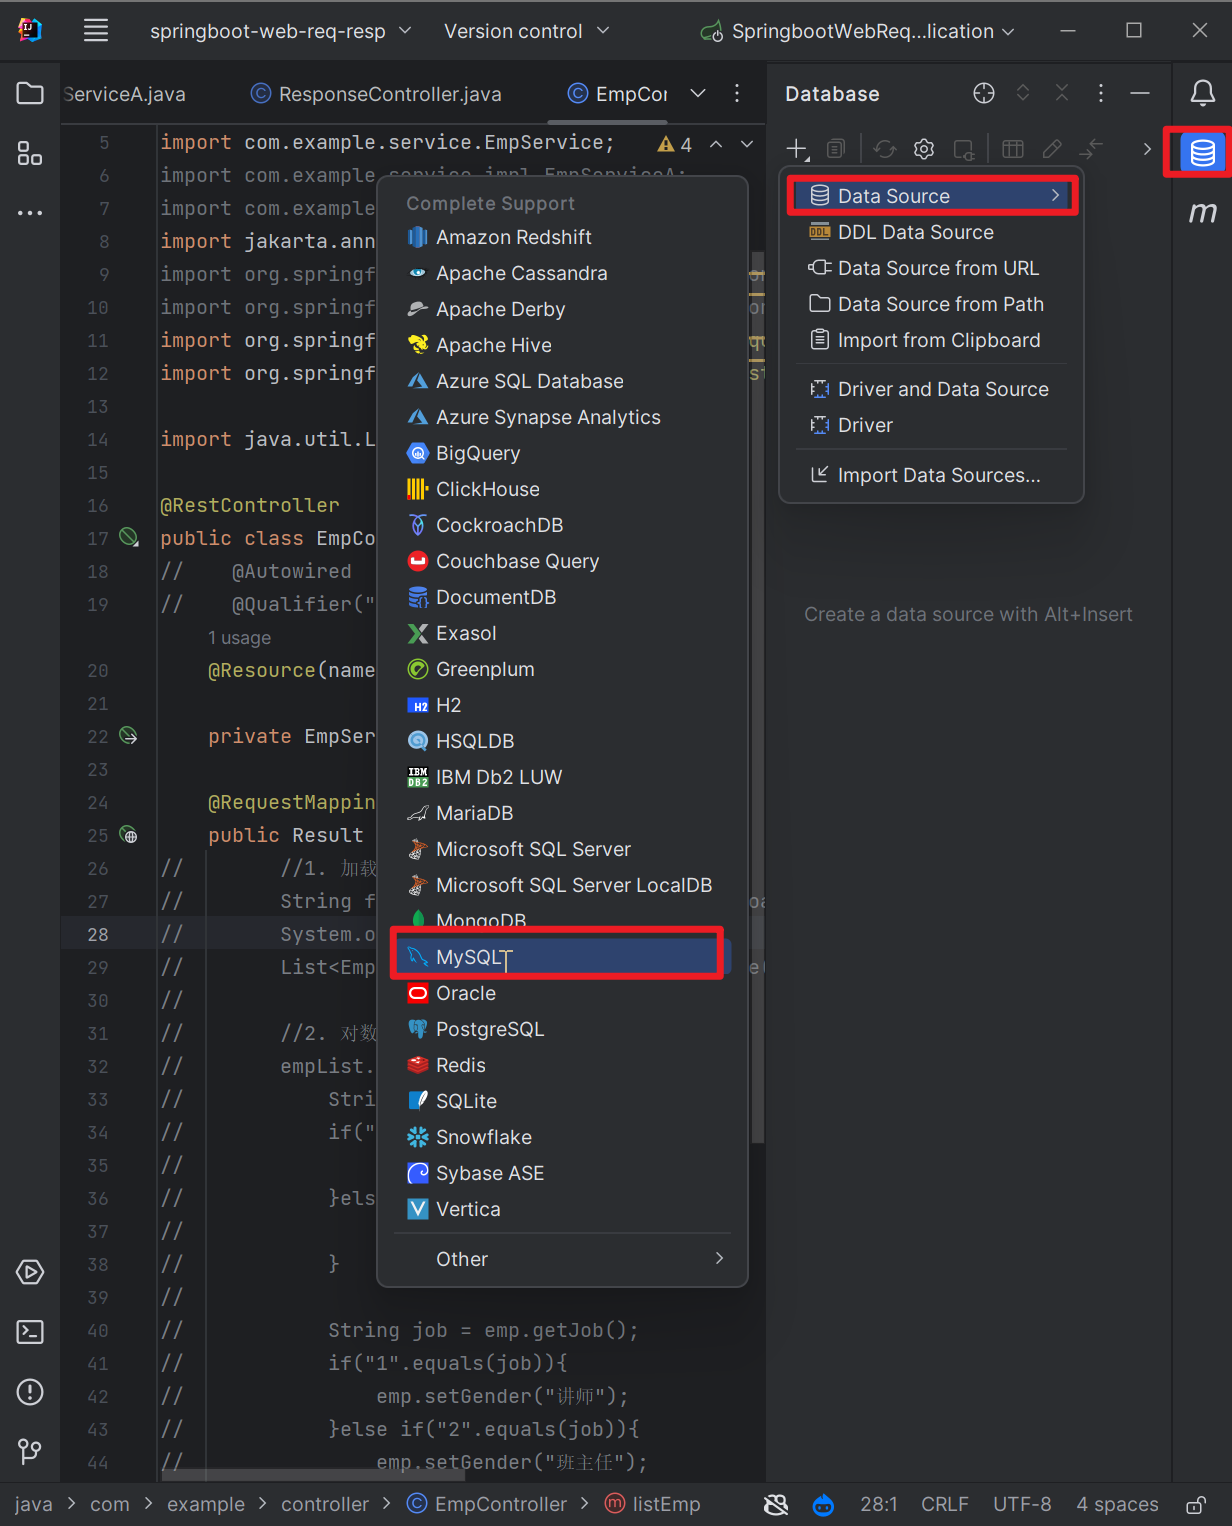 springboot-web-req-resp
Version control
SpringbootWebReq...lication
ServiceA.java
ResponseController.java
EmpCor
Database
5 import com.example.service.EmpService;
4
6 import com.example.service.impl.EmpServiceA;
7 import com.example
8 import jakarta.ann
9 import org.springf
10 import org.springf
11 import org.springf
12 import org.springf
13
14 import java.util.L
15
16 @RestController
17 public class EmpCo
18 // @Autowired
19 // @Qualifier("
1 usage
20 @Resource(name
21
22 private EmpSer
23
24 @RequestMappin
25 public Result
26 // //1. 加载
27 // String f
28 // System.o
29 // List<Emp
30 //
31 // //2. 对数
32 // empList.
33 // Stri
34 // if("
35 //
36 // }els
37 //
38 // }
39 //
40 // String job = emp.getJob();
41 // if("1".equals(job)){
42 // emp.setGender("讲师");
43 // }else if("2".equals(job)){
44 // emp.setGender("班主任");
Complete Support
Amazon Redshift
Apache Cassandra
Apache Derby
Apache Hive
Azure SQL Database
Azure Synapse Analytics
BigQuery
ClickHouse
CockroachDB
Couchbase Query
DocumentDB
Exasol
Greenplum
H2
HSQLDB
IBM Db2 LUW
MariaDB
Microsoft SQL Server
Microsoft SQL Server LocalDB
MongoDB
MySQL
Oracle
PostgreSQL
Redis
SQLite
Snowflake
Sybase ASE
Vertica
Other
Data Source
DDL Data Source
Data Source from URL
Data Source from Path
Import from Clipboard
Driver and Data Source
Driver
Import Data Sources...
Create a data source with Alt+Insert
m
java > com > example > controller > EmpController > listEmp
28:1
CRLF
UTF-8
4 spaces